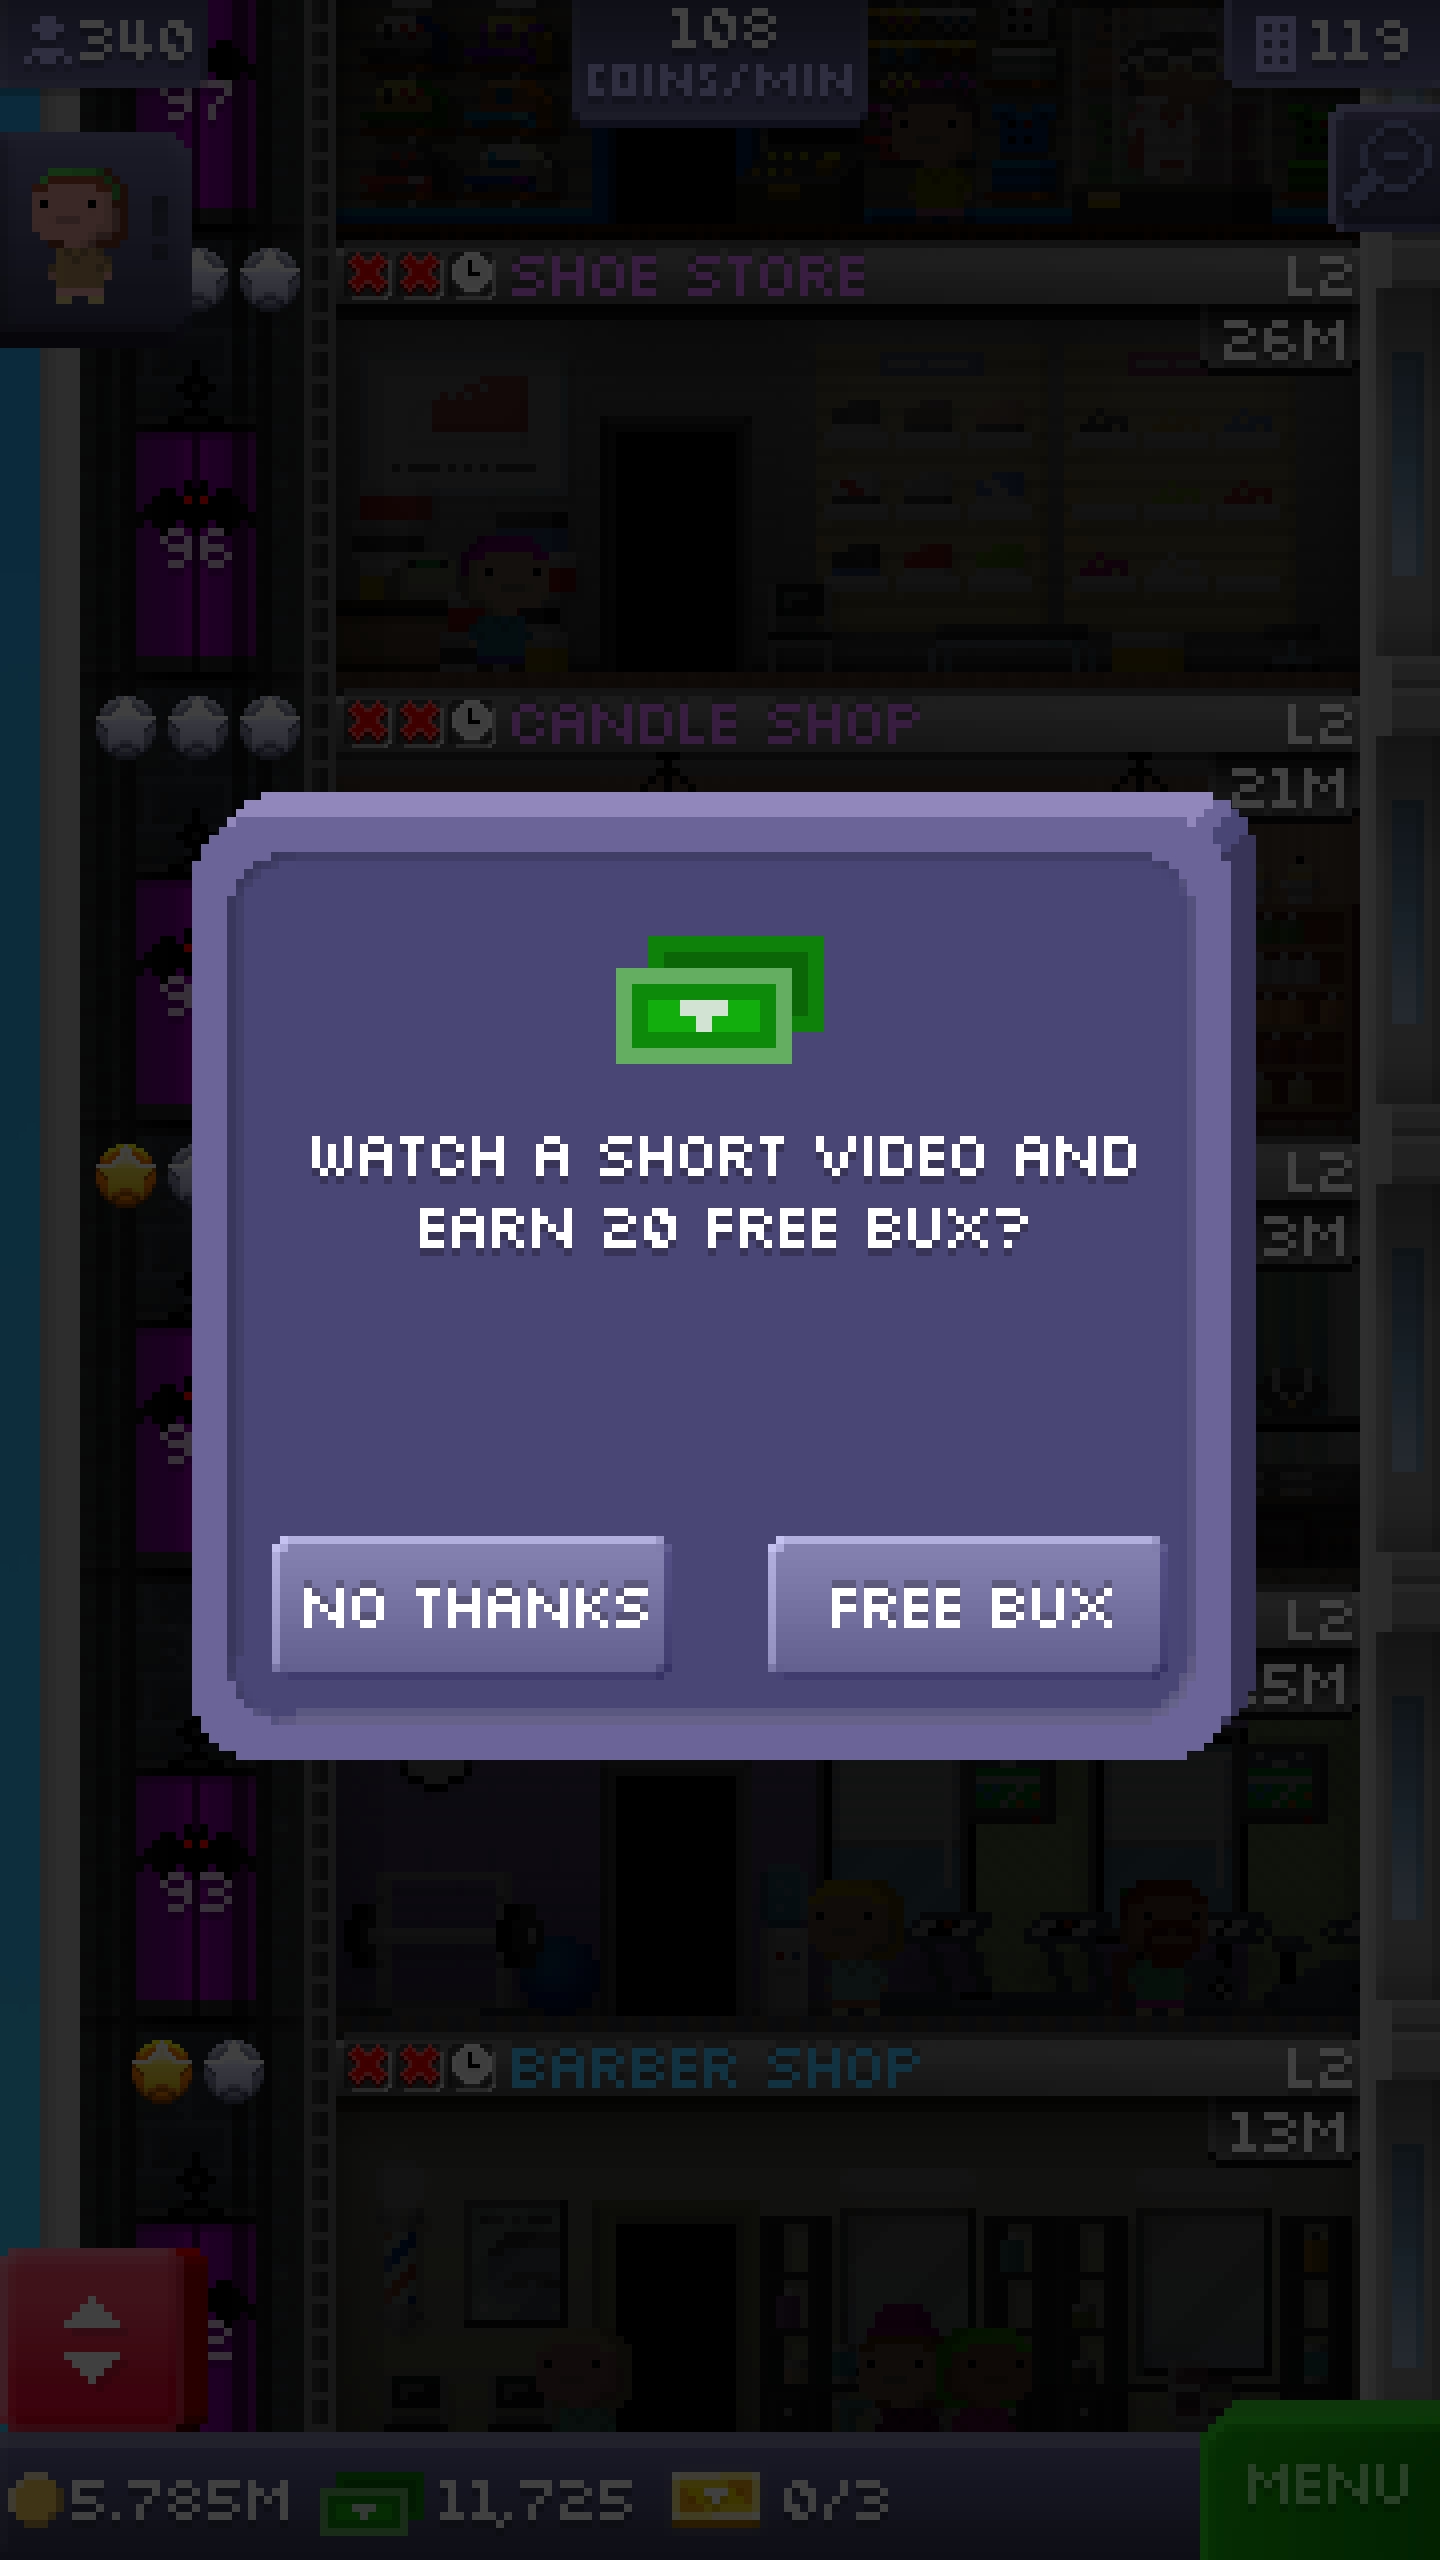 340
108
COINS/MIN
119
97
SHOE STORE
L2
26M
96
CANDLE SHOP
L2
21M
WATCH A SHORT VIDEO AND
EARN 20 FREE BUX?
L2
3M
NO THANKS
FREE BUX
L2
5M
93
BARBER SHOP
L2
13M
5.785M
11,725
0/3
MENU